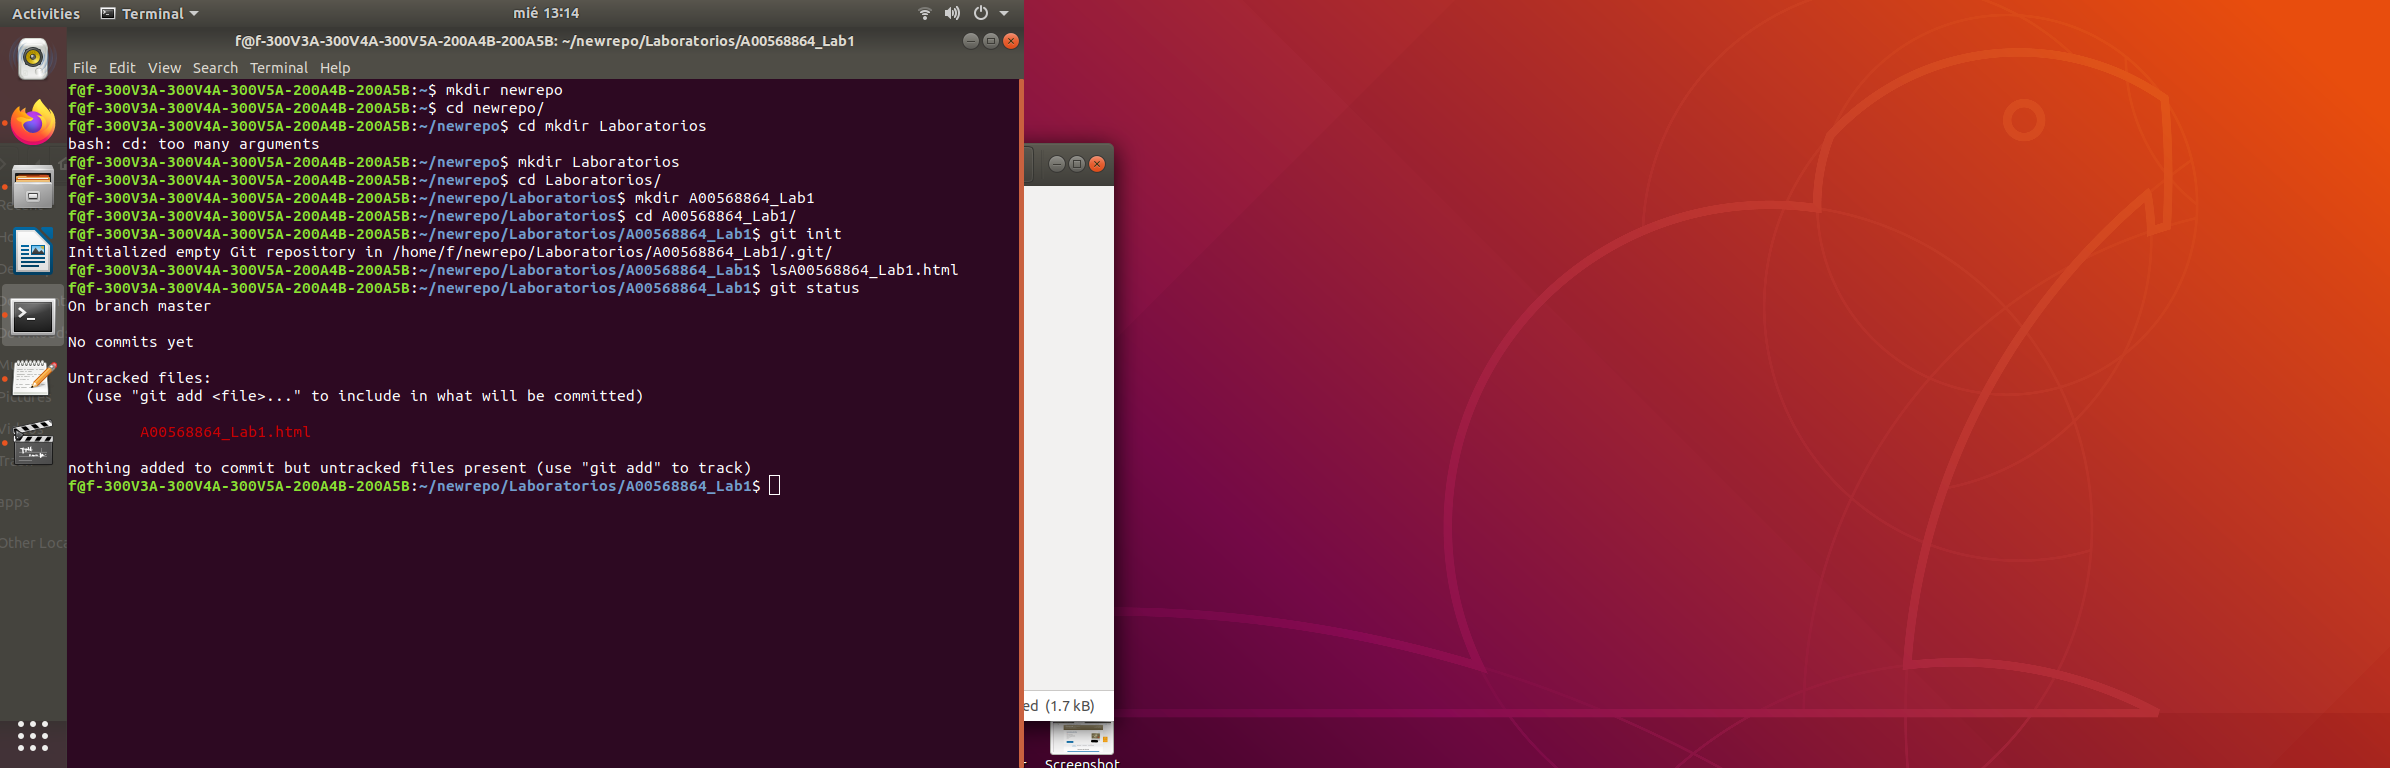 Activities Terminal mié 13:14
f@f-300V3A-300V4A-300V5A-200A4B-200A5B: ~/newrepo/Laboratorios/A00568864_Lab1
File Edit View Search Terminal Help
f@f-300V3A-300V4A-300V5A-200A4B-200A5B:~$ mkdir newrepo
f@f-300V3A-300V4A-300V5A-200A4B-200A5B:~$ cd newrepo/
f@f-300V3A-300V4A-300V5A-200A4B-200A5B:~/newrepo$ cd mkdir Laboratorios
bash: cd: too many arguments
f@f-300V3A-300V4A-300V5A-200A4B-200A5B:~/newrepo$ mkdir Laboratorios
f@f-300V3A-300V4A-300V5A-200A4B-200A5B:~/newrepo$ cd Laboratorios/
f@f-300V3A-300V4A-300V5A-200A4B-200A5B:~/newrepo/Laboratorios$ mkdir A00568864_Lab1
f@f-300V3A-300V4A-300V5A-200A4B-200A5B:~/newrepo/Laboratorios$ cd A00568864_Lab1/
f@f-300V3A-300V4A-300V5A-200A4B-200A5B:~/newrepo/Laboratorios/A00568864_Lab1$ git init
Initialized empty Git repository in /home/f/newrepo/Laboratorios/A00568864_Lab1/.git/
f@f-300V3A-300V4A-300V5A-200A4B-200A5B:~/newrepo/Laboratorios/A00568864_Lab1$ lsA00568864_Lab1.html
f@f-300V3A-300V4A-300V5A-200A4B-200A5B:~/newrepo/Laboratorios/A00568864_Lab1$ git status
On branch master
No commits yet
Untracked files:
(use "git add <file>..." to include in what will be committed)
A00568864_Lab1.html
nothing added to commit but untracked files present (use "git add" to track)
f@f-300V3A-300V4A-300V5A-200A4B-200A5B:~/newrepo/Laboratorios/A00568864_Lab1$
apps
Other Loca
ed (1.7 kB)
Screenshot